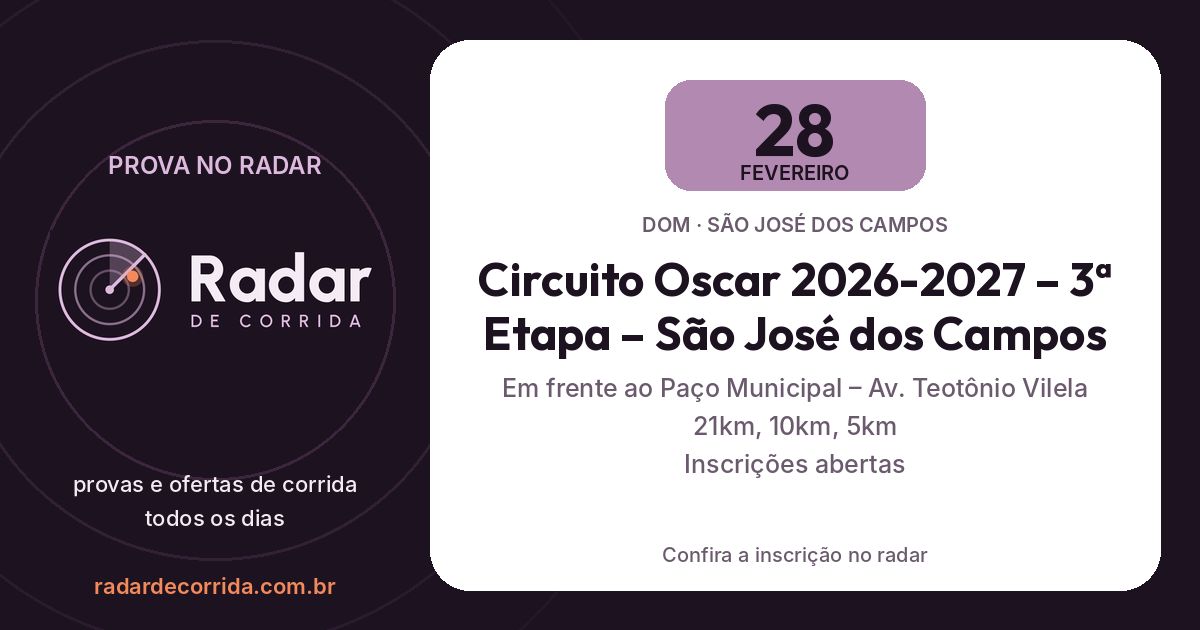 PROVA NO RADAR
Radar
DE CORRIDA
provas e ofertas de corrida
todos os dias
radardecorrida.com.br
28
FEVEREIRO
DOM · SÃO JOSÉ DOS CAMPOS
Circuito Oscar 2026-2027 – 3ª
Etapa – São José dos Campos
Em frente ao Paço Municipal – Av. Teotônio Vilela
21km, 10km, 5km
Inscrições abertas
Confira a inscrição no radar